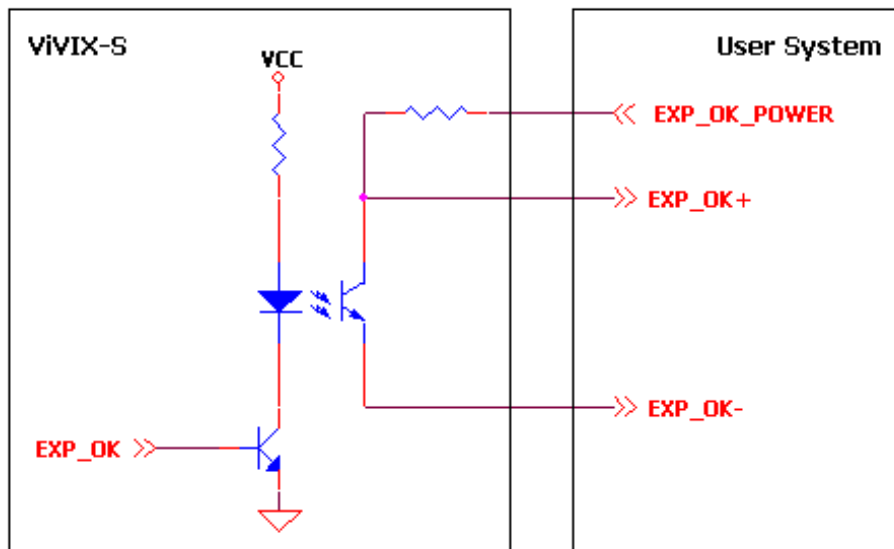 ViVIX-S
User System
VCC
EXP_OK_POWER
EXP_OK+
EXP_OK-
EXP_OK